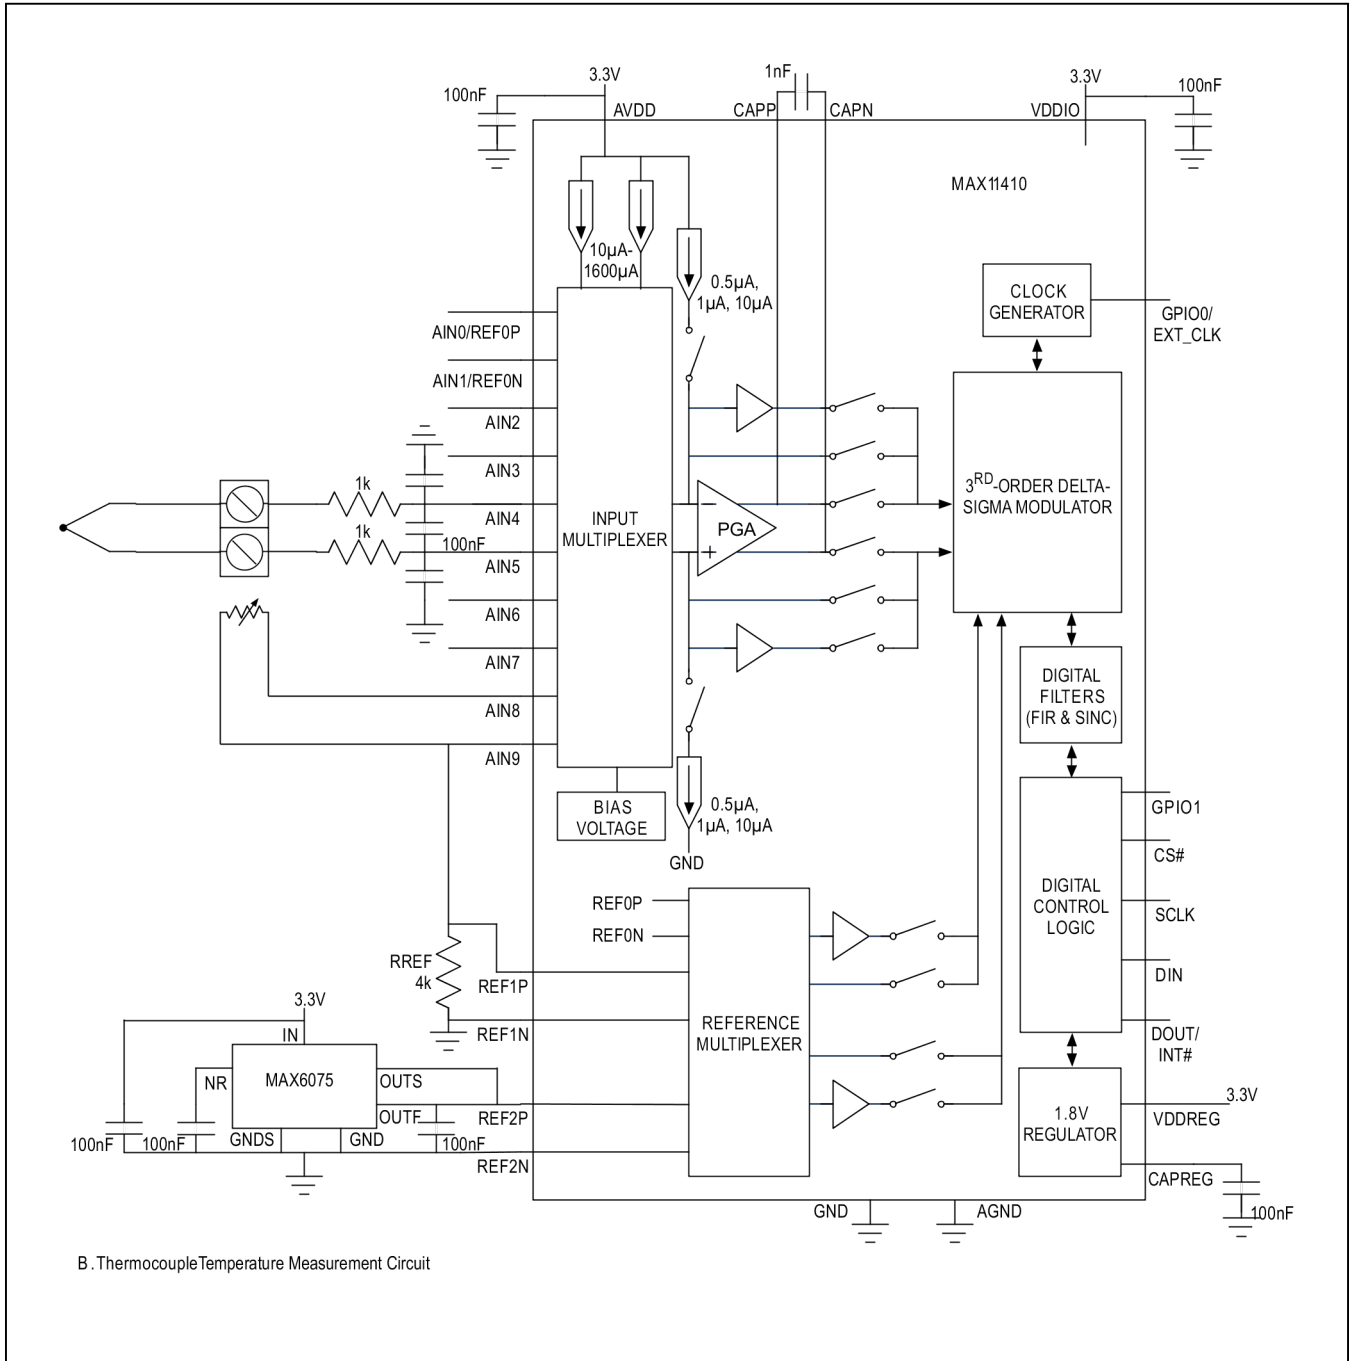 3.3V
1nF
3.3V
100nF
100nF
AVDD
CAPP
CAPN
VDDIO
MAX11410
10µA-
1600µA
0.5µA,
1µA, 10µA
CLOCK
GENERATOR
GPIO0/
EXT_CLK
AIN0/REF0P
AIN1/REF0N
AIN2
AIN3
1k
AIN4
1k
100nF
AIN5
AIN6
AIN7
AIN8
AIN9
INPUT
MULTIPLEXER
PGA
3RD-ORDER DELTA-
SIGMA MODULATOR
DIGITAL
FILTERS
(FIR & SINC)
BIAS
VOLTAGE
0.5µA,
1µA, 10µA
GND
GPIO1
CS#
DIGITAL
CONTROL
LOGIC
SCLK
DIN
DOUT/
INT#
REF0P
REF0N
RREF
4k
REF1P
REF1N
REFERENCE
MULTIPLEXER
3.3V
IN
NR
MAX6075
OUTS
OUTF
REF2P
GNDS
GND
100nF
100nF
100nF
REF2N
1.8V
REGULATOR
3.3V
VDDREG
CAPREG
100nF
GND
AGND
B. Thermocouple Temperature Measurement Circuit